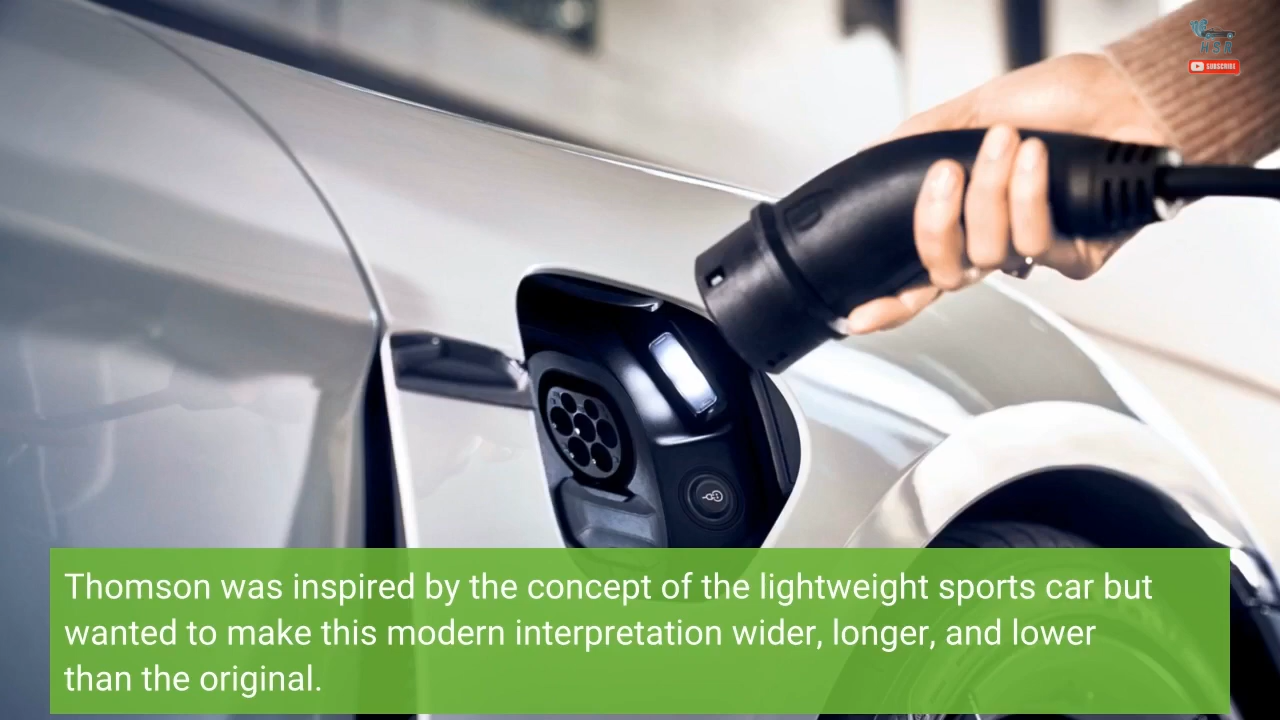 HSR
SUBSCRIBE
Thomson was inspired by the concept of the lightweight sports car but
wanted to make this modern interpretation wider, longer, and lower
than the original.